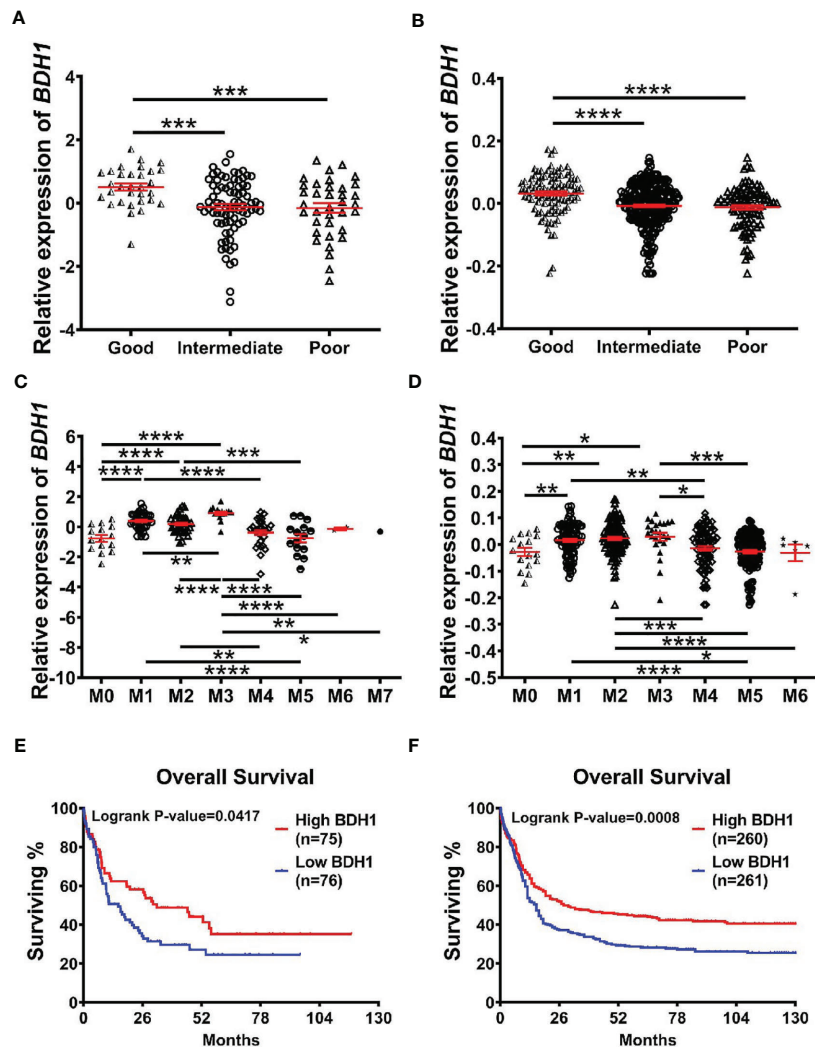 A
B
Relative expression of BDH1
4
2
0
-2
-4
***
***
Good
Intermediate
Poor
Relative expression of BDH1
0.4
0.2
0.0
-0.2
-0.4
****
****
Good
Intermediate
Poor
C
D
Relative expression of BDH1
6
4
2
0
-2
-4
-6
-8
-10
****
**** ***
**** ****
**
**** ****
****
**
*
**
****
M0 M1 M2 M3 M4 M5 M6 M7
Relative expression of BDH1
0.4
0.3
0.2
0.1
0.0
-0.1
-0.2
-0.3
-0.4
-0.5
*
** ***
** **
*
***
****
*
****
M0 M1 M2 M3 M4 M5 M6
E
F
Overall Survival
Logrank P-value=0.0417
High BDH1
(n=75)
Low BDH1
(n=76)
Surviving %
100
80
60
40
20
0
0 26 52 78 104 130
Months
Overall Survival
Logrank P-value=0.0008
High BDH1
(n=260)
Low BDH1
(n=261)
Surviving %
100
80
60
40
20
0
0 26 52 78 104 130
Months